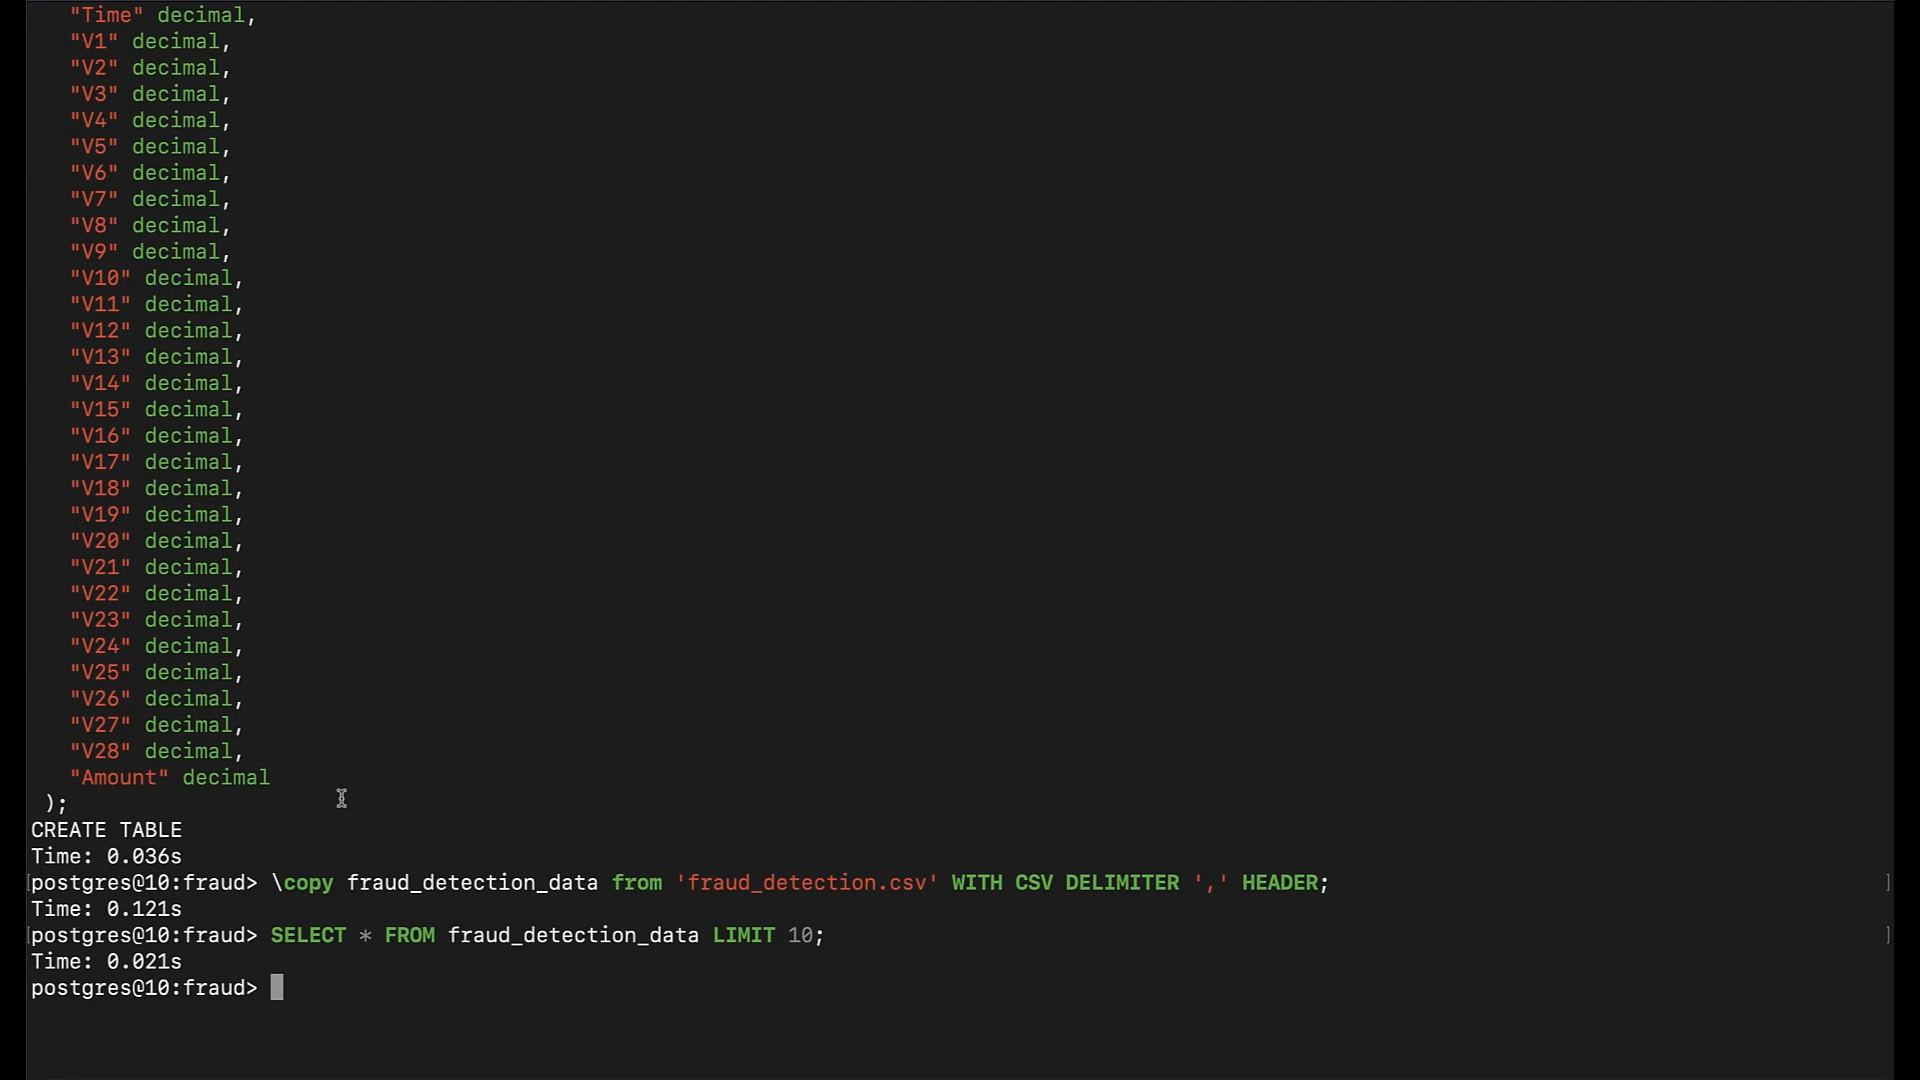 "Time" decimal,
"V1" decimal,
"V2" decimal,
"V3" decimal,
"V4" decimal,
"V5" decimal,
"V6" decimal,
"V7" decimal,
"V8" decimal,
"V9" decimal,
"V10" decimal,
"V11" decimal,
"V12" decimal,
"V13" decimal,
"V14" decimal,
"V15" decimal,
"V16" decimal,
"V17" decimal,
"V18" decimal,
"V19" decimal,
"V20" decimal,
"V21" decimal,
"V22" decimal,
"V23" decimal,
"V24" decimal,
"V25" decimal,
"V26" decimal,
"V27" decimal,
"V28" decimal,
"Amount" decimal
);
CREATE TABLE
Time: 0.036s
[postgres@10:fraud> \copy fraud_detection_data from 'fraud_detection.csv' WITH CSV DELIMITER ',' HEADER; ]
Time: 0.121s
[postgres@10:fraud> SELECT * FROM fraud_detection_data LIMIT 10; ]
Time: 0.021s
postgres@10:fraud>